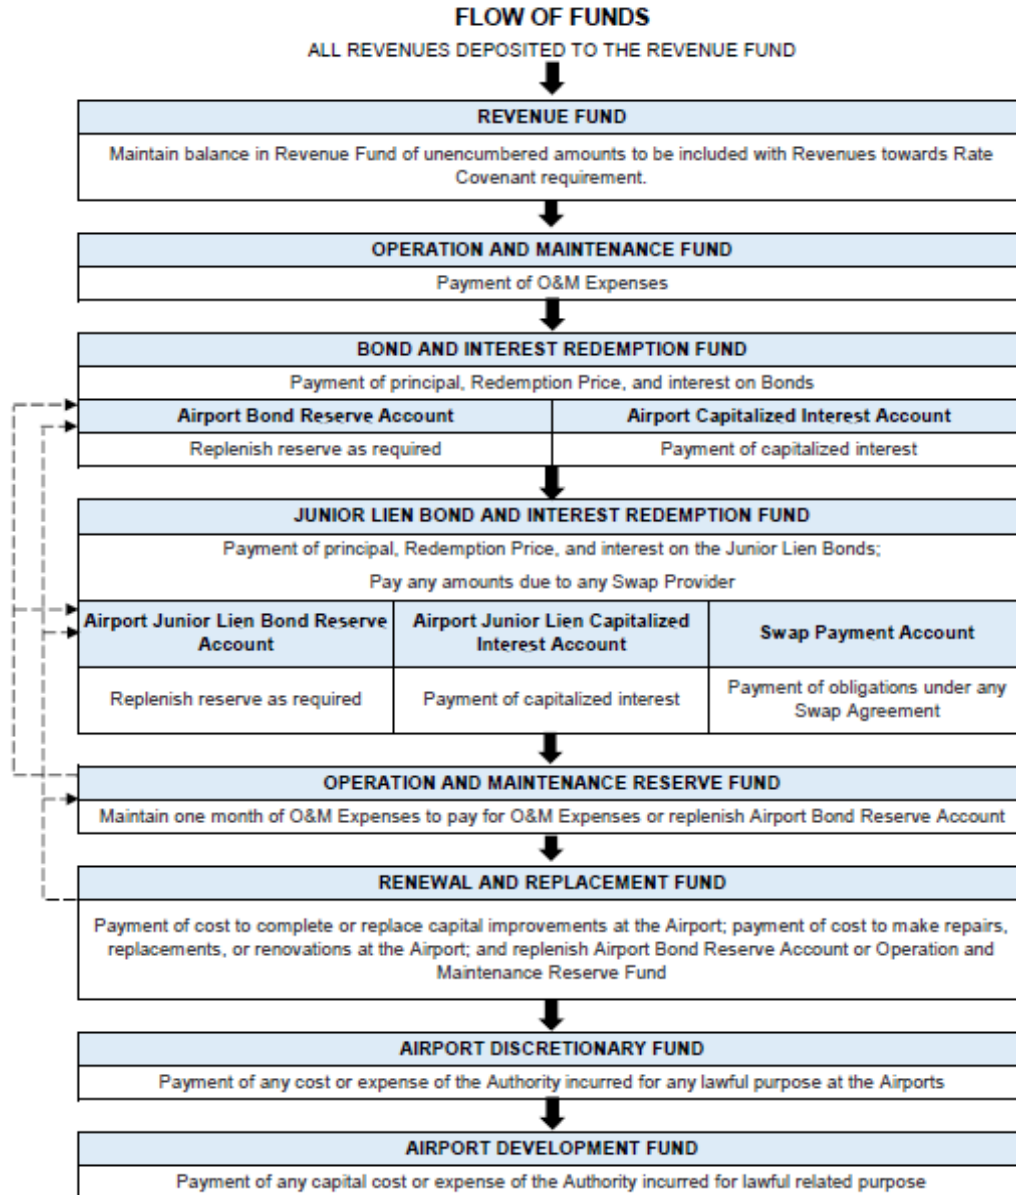 FLOW OF FUNDS
ALL REVENUES DEPOSITED TO THE REVENUE FUND
REVENUE FUND
Maintain balance in Revenue Fund of unencumbered amounts to be included with Revenues towards Rate
Covenant requirement.
OPERATION AND MAINTENANCE FUND
Payment of O&M Expenses
BOND AND INTEREST REDEMPTION FUND
Payment of principal, Redemption Price, and interest on Bonds
Airport Bond Reserve Account
Airport Capitalized Interest Account
Replenish reserve as required
Payment of capitalized interest
JUNIOR LIEN BOND AND INTEREST REDEMPTION FUND
Payment of principal, Redemption Price, and interest on the Junior Lien Bonds;
Pay any amounts due to any Swap Provider
Airport Junior Lien Bond Reserve
Account
Airport Junior Lien Capitalized
Interest Account
Swap Payment Account
Replenish reserve as required
Payment of capitalized interest
Payment of obligations under any
Swap Agreement
OPERATION AND MAINTENANCE RESERVE FUND
Maintain one month of O&M Expenses to pay for O&M Expenses or replenish Airport Bond Reserve Account
RENEWAL AND REPLACEMENT FUND
Payment of cost to complete or replace capital improvements at the Airport; payment of cost to make repairs,
replacements, or renovations at the Airport; and replenish Airport Bond Reserve Account or Operation and
Maintenance Reserve Fund
AIRPORT DISCRETIONARY FUND
Payment of any cost or expense of the Authority incurred for any lawful purpose at the Airports
AIRPORT DEVELOPMENT FUND
Payment of any capital cost or expense of the Authority incurred for lawful related purpose